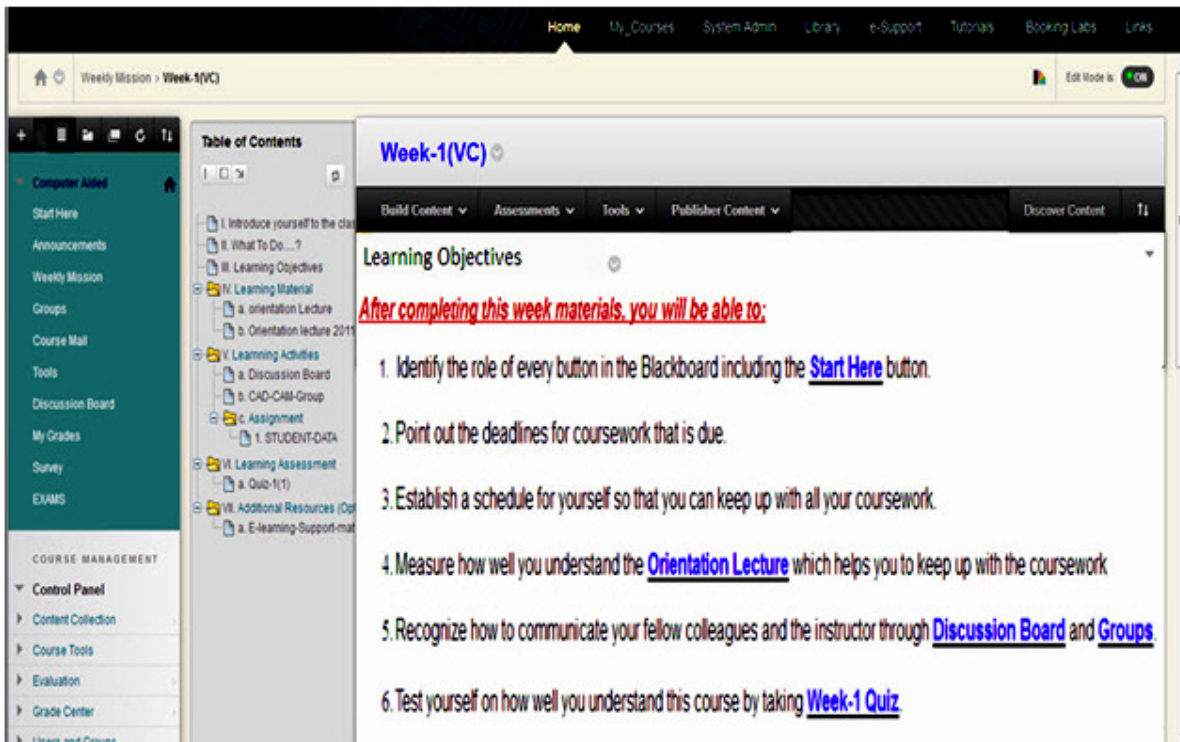 Home My_Courses System Admin Library e-Support Tutorials Booking Labs Links
Weekly Mission > Week-1(VC)
Edit Mode is: ON
Computer Aided
Start Here
Announcements
Weekly Mission
Groups
Course Mail
Tools
Discussion Board
My Grades
Survey
EXAMS
COURSE MANAGEMENT
Control Panel
Content Collection
Course Tools
Evaluation
Grade Center
Users and Groups
Table of Contents
I. Introduce yourself to the clas
II. What To Do....?
III. Learning Objectives
IV. Learning Material
a. orientation Lecture
b. Orientation lecture 2011
V. Learnning Activities
a. Discussion Board
b. CAD-CAM-Group
c. Assignment
1. STUDENT-DATA
VI. Learning Assessment
a. Quiz-1(1)
VII. Additional Resources (Opt
a. E-learning-Support-mat
Week-1(VC)
Build Content Assessments Tools Publisher Content Discover Content
Learning Objectives
After completing this week materials, you will be able to;
1. Identify the role of every button in the Blackboard including the Start Here button.
2. Point out the deadlines for coursework that is due.
3. Establish a schedule for yourself so that you can keep up with all your coursework.
4. Measure how well you understand the Orientation Lecture which helps you to keep up with the coursework
5. Recognize how to communicate your fellow colleagues and the instructor through Discussion Board and Groups.
6. Test yourself on how well you understand this course by taking Week-1 Quiz.